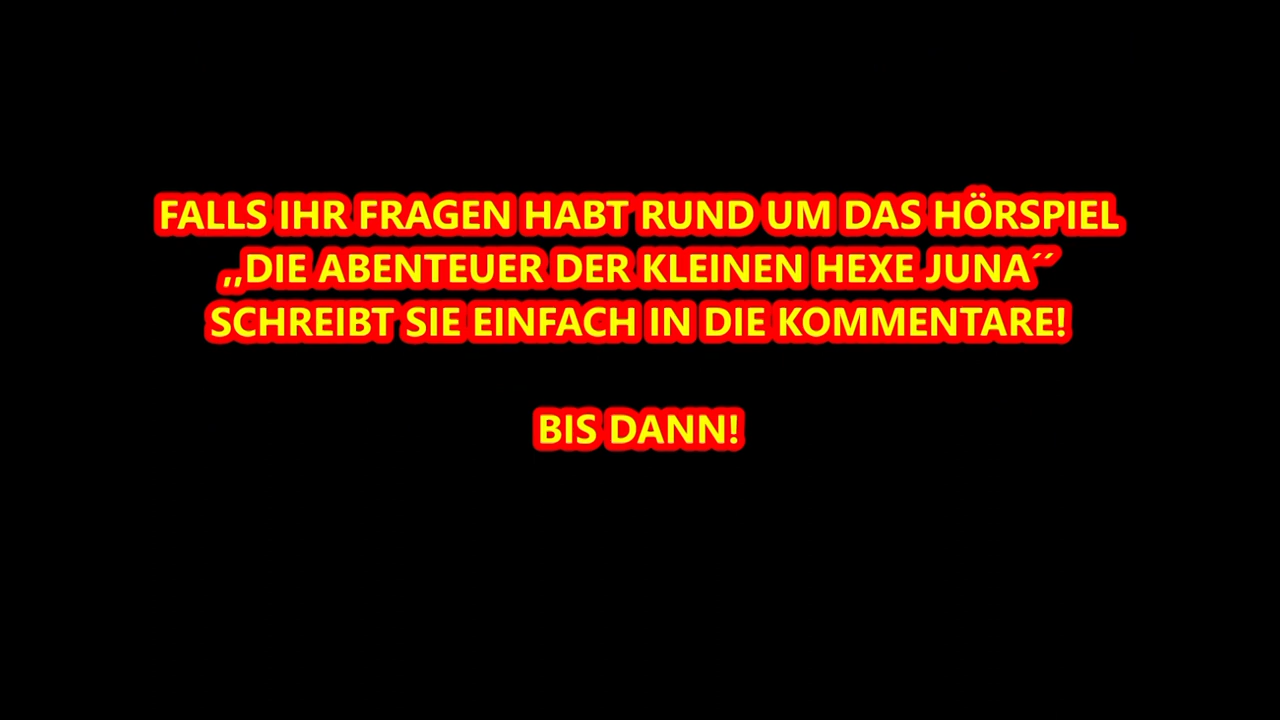 FALLS IHR FRAGEN HABT RUND UM DAS HÖRSPIEL
,,DIE ABENTEUER DER KLEINEN HEXE JUNA´´
SCHREIBT SIE EINFACH IN DIE KOMMENTARE!
BIS DANN!